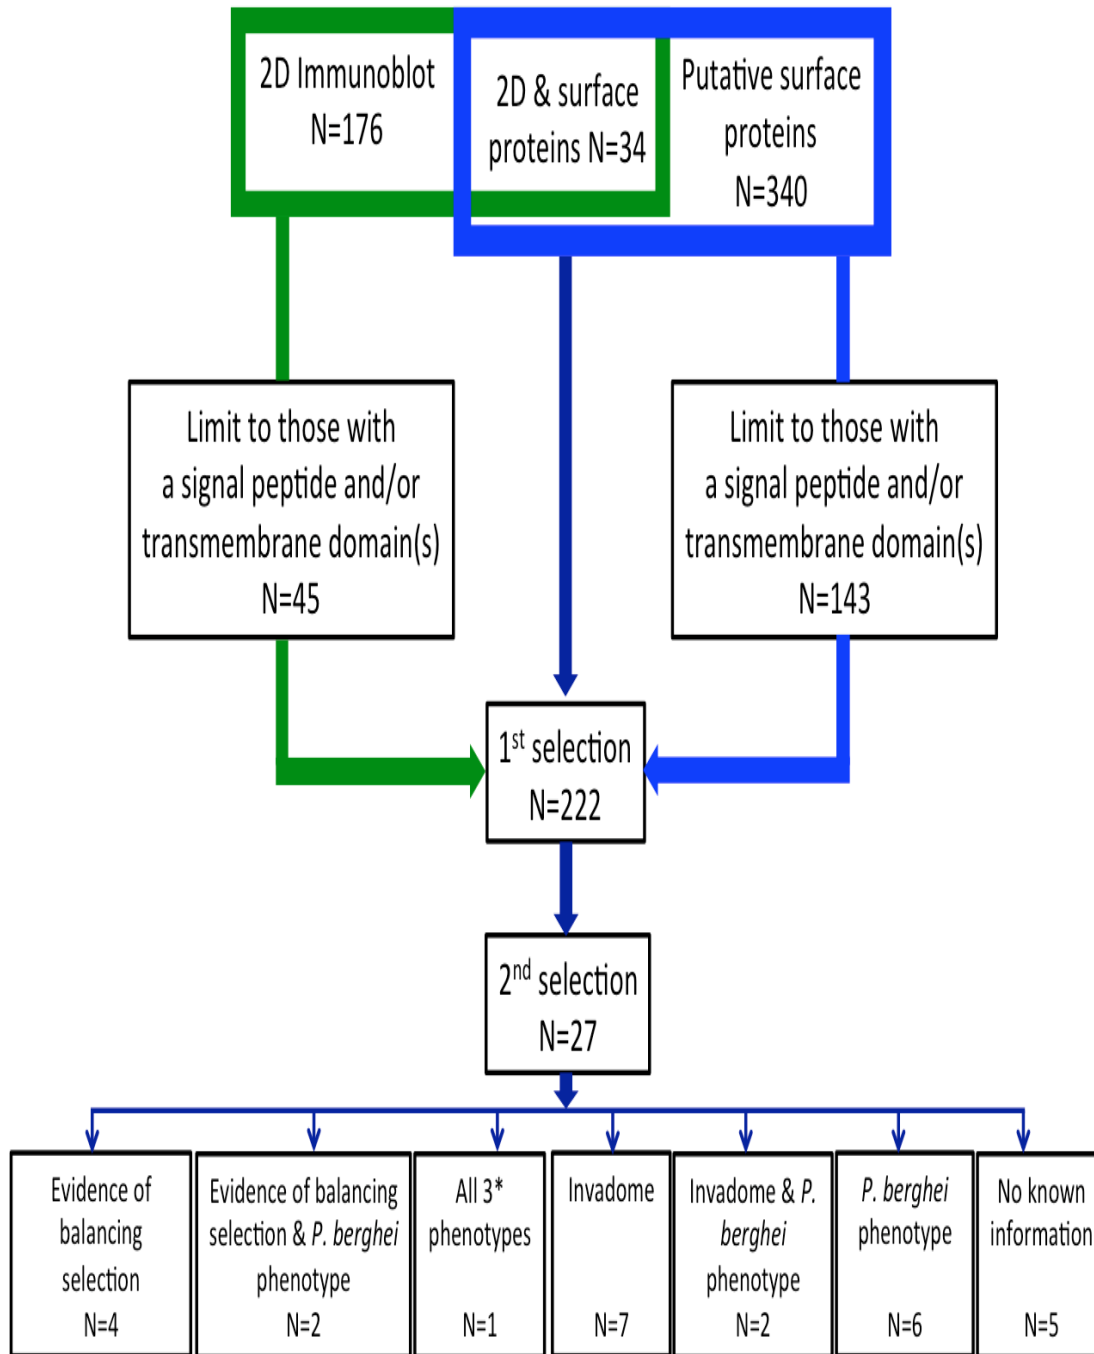 2D Immunoblot
N=176
2D & surface
proteins N=34
Putative surface
proteins
N=340
Limit to those with
a signal peptide and/or
transmembrane domain(s)
N=45
Limit to those with
a signal peptide and/or
transmembrane domain(s)
N=143
1st selection
N=222
2nd selection
N=27
Evidence of
balancing
selection
N=4
Evidence of balancing
selection & P. berghei
phenotype
N=2
All 3*
phenotypes
N=1
Invadome
N=7
Invadome & P.
berghei
phenotype
N=2
P. berghei
phenotype
N=6
No known
information
N=5